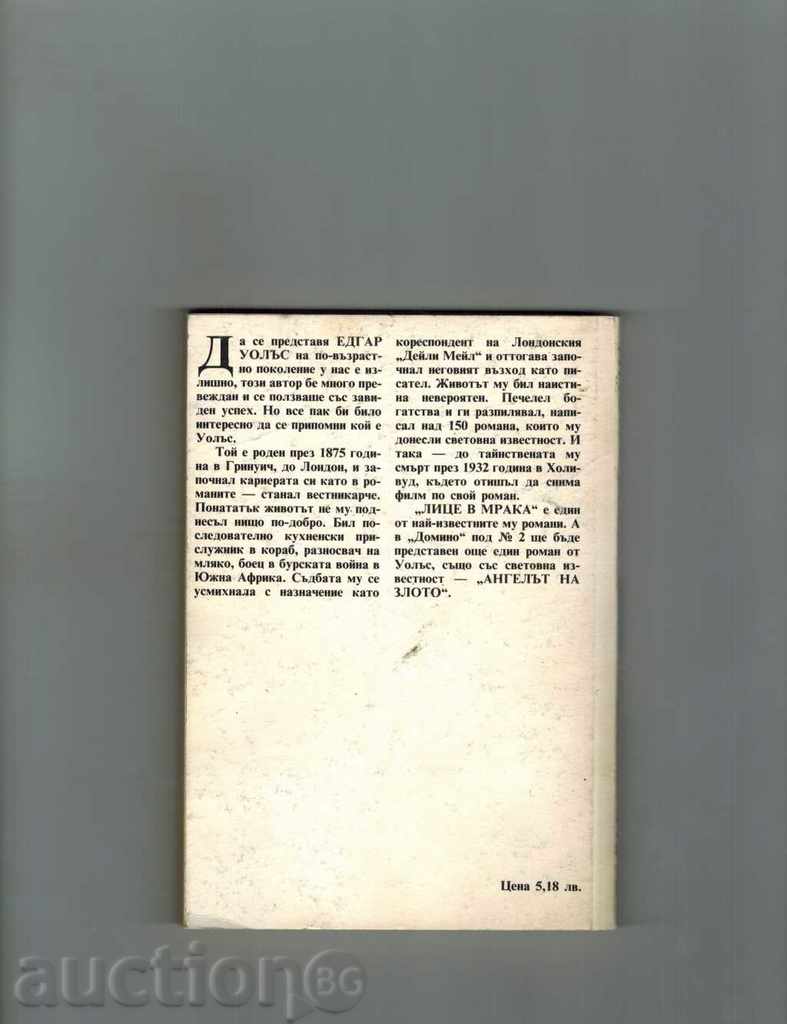 Да се представя ЕДГАР
УОЛЪС на по-възраст-
но поколение у нас е из-
лишно, този автор бе много пре-
веждан и се ползваше със зави-
ден успех. Но все пак би било
интересно да се припомни кой е
Уолъс.
Той е роден през 1875 годи-
на в Гринуич, до Лондон, и за-
почнал кариерата си като в ро-
маните — станал вестникарче.
Понататък животът не му под-
несъл нищо по-добро. Бил по-
следователно кухненски при-
служник в кораб, разносвач на
мляко, боец в бурската война в
Южна Африка. Съдбата му се
усмихнала с назначение като
кореспондент на Лондонския
„Дейли Мейл“ и оттогава запо-
чнал неговият възход като пи-
сател. Животът му бил наисти-
на невероятен. Печелел бо-
гатства и ги разпилявал, напи-
сал над 150 романа, които му
донесли световна известност. И
така — до тайнствената му
смърт през 1932 година в Холи-
вуд, където отишъл да снима
филм по свой роман.
„ЛИЦЕ В МРАКА“ е един
от най-известните му романи. А
в „Домино“ под № 2 ще бъде
представен още един роман от
Уолъс, също със световна из-
вестност — „АНГЕЛЪТ НА
ЗЛОТО“.
Цена 5,18 лв.
auction BG